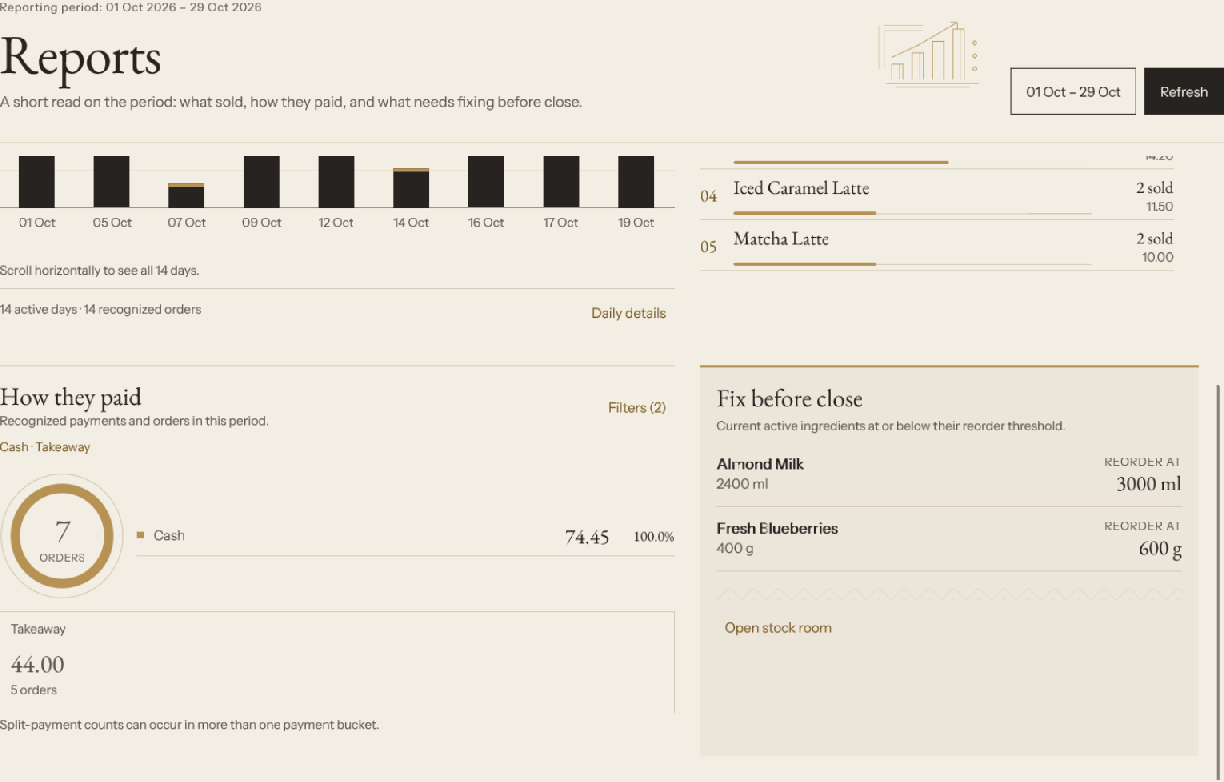 Reporting period: 01 Oct 2026 – 29 Oct 2026
Reports
A short read on the period: what sold, how they paid, and what needs fixing before close.
01 Oct – 29 Oct
Refresh
01 Oct 05 Oct 07 Oct 09 Oct 12 Oct 14 Oct 16 Oct 17 Oct 19 Oct
Scroll horizontally to see all 14 days.
14 active days · 14 recognized orders
Daily details
14.20
04 Iced Caramel Latte 2 sold
11.50
05 Matcha Latte 2 sold
10.00
How they paid
Recognized payments and orders in this period.
Filters (2)
Cash · Takeaway
7
ORDERS
Cash 74.45 100.0%
Takeaway
44.00
5 orders
Split-payment counts can occur in more than one payment bucket.
Fix before close
Current active ingredients at or below their reorder threshold.
Almond Milk REORDER AT
2400 ml 3000 ml
Fresh Blueberries REORDER AT
400 g 600 g
Open stock room